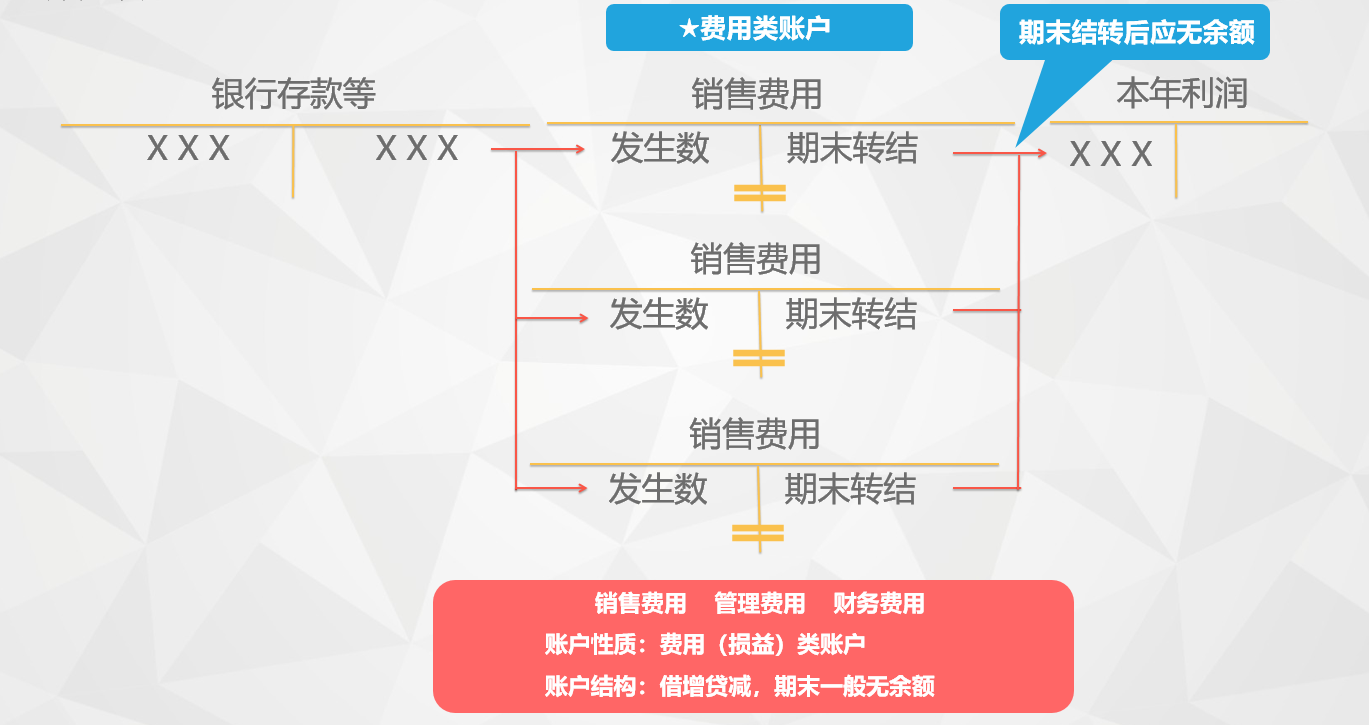 ★费用类账户
期末结转后应无余额
银行存款等
销售费用
本年利润
X X X
X X X
发生数
期末转结
X X X
销售费用
发生数
期末转结
销售费用
发生数
期末转结
销售费用 管理费用 财务费用
账户性质：费用（损益）类账户
账户结构：借增贷减，期末一般无余额